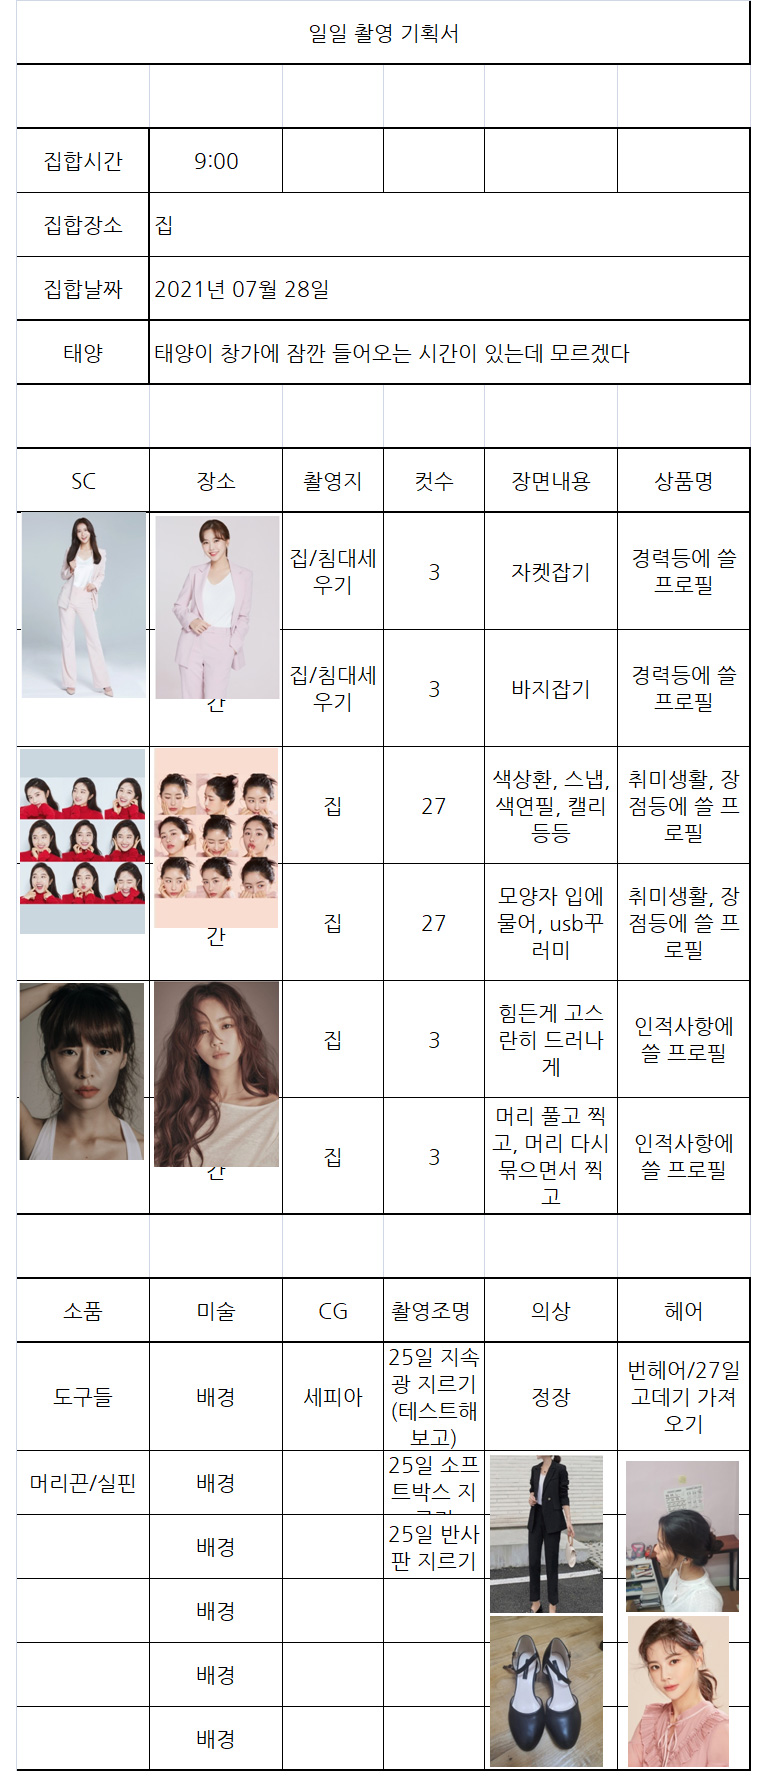 일일 촬영 기획서
집합시간 9:00
집합장소 집
집합날짜 2021년 07월 28일
태양 태양이 창가에 잠깐 들어오는 시간이 있는데 모르겠다
SC 장소 촬영지 컷수 장면내용 상품명
집/침대세
우기
3
자켓잡기
경력등에 쓸
프로필
간
집/침대세
우기
3
바지잡기
경력등에 쓸
프로필
집
27
색상환, 스냅,
색연필, 캘리
등등
취미생활, 장
점등에 쓸 프
로필
간
집
27
모양자 입에
물어, usb꾸
러미
취미생활, 장
점등에 쓸 프
로필
집
3
힘든게 고스
란히 드러나
게
인적사항에
쓸 프로필
간
집
3
머리 풀고 찍
고, 머리 다시
묶으면서 찍
고
인적사항에
쓸 프로필
소품 미술 CG 촬영조명 의상 헤어
도구들
배경
세피아
25일 지속
광 지르기
(테스트해
보고)
정장
번헤어/27일
고데기 가져
오기
머리끈/실핀
배경
25일 소프
트박스 지
배경
25일 반사
판 지르기
배경
배경
배경